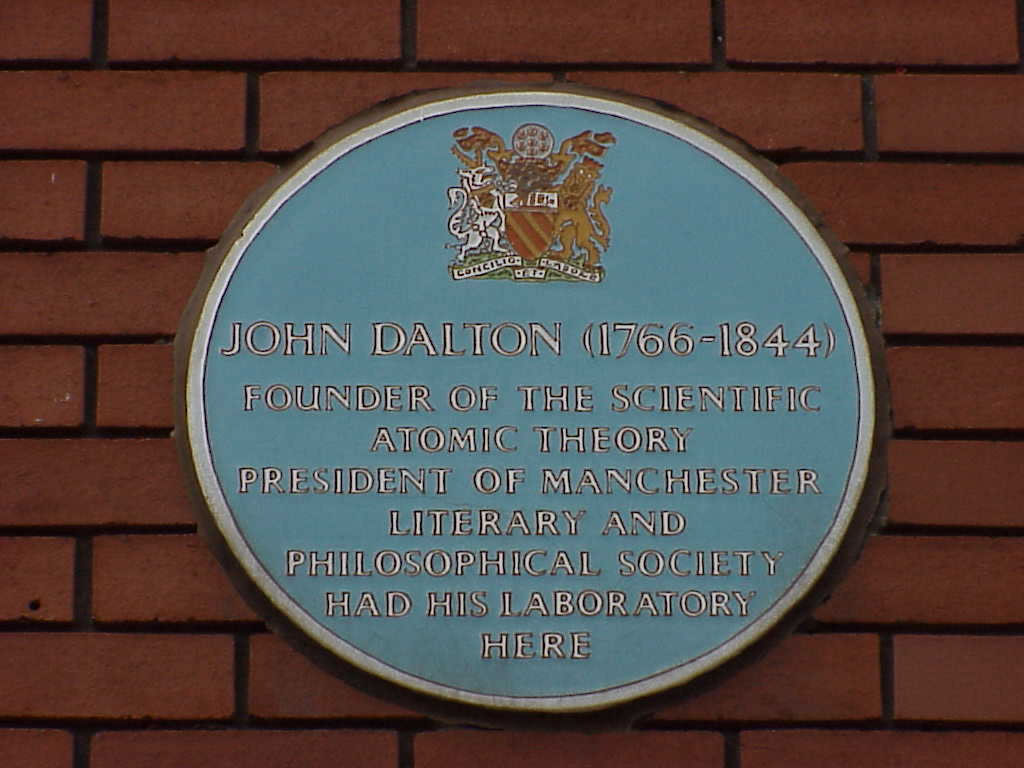 CONCILIO ET LABORE
JOHN DALTON (1766-1844)
FOUNDER OF THE SCIENTIFIC
ATOMIC THEORY
PRESIDENT OF MANCHESTER
LITERARY AND
PHILOSOPHICAL SOCIETY
HAD HIS LABORATORY
HERE